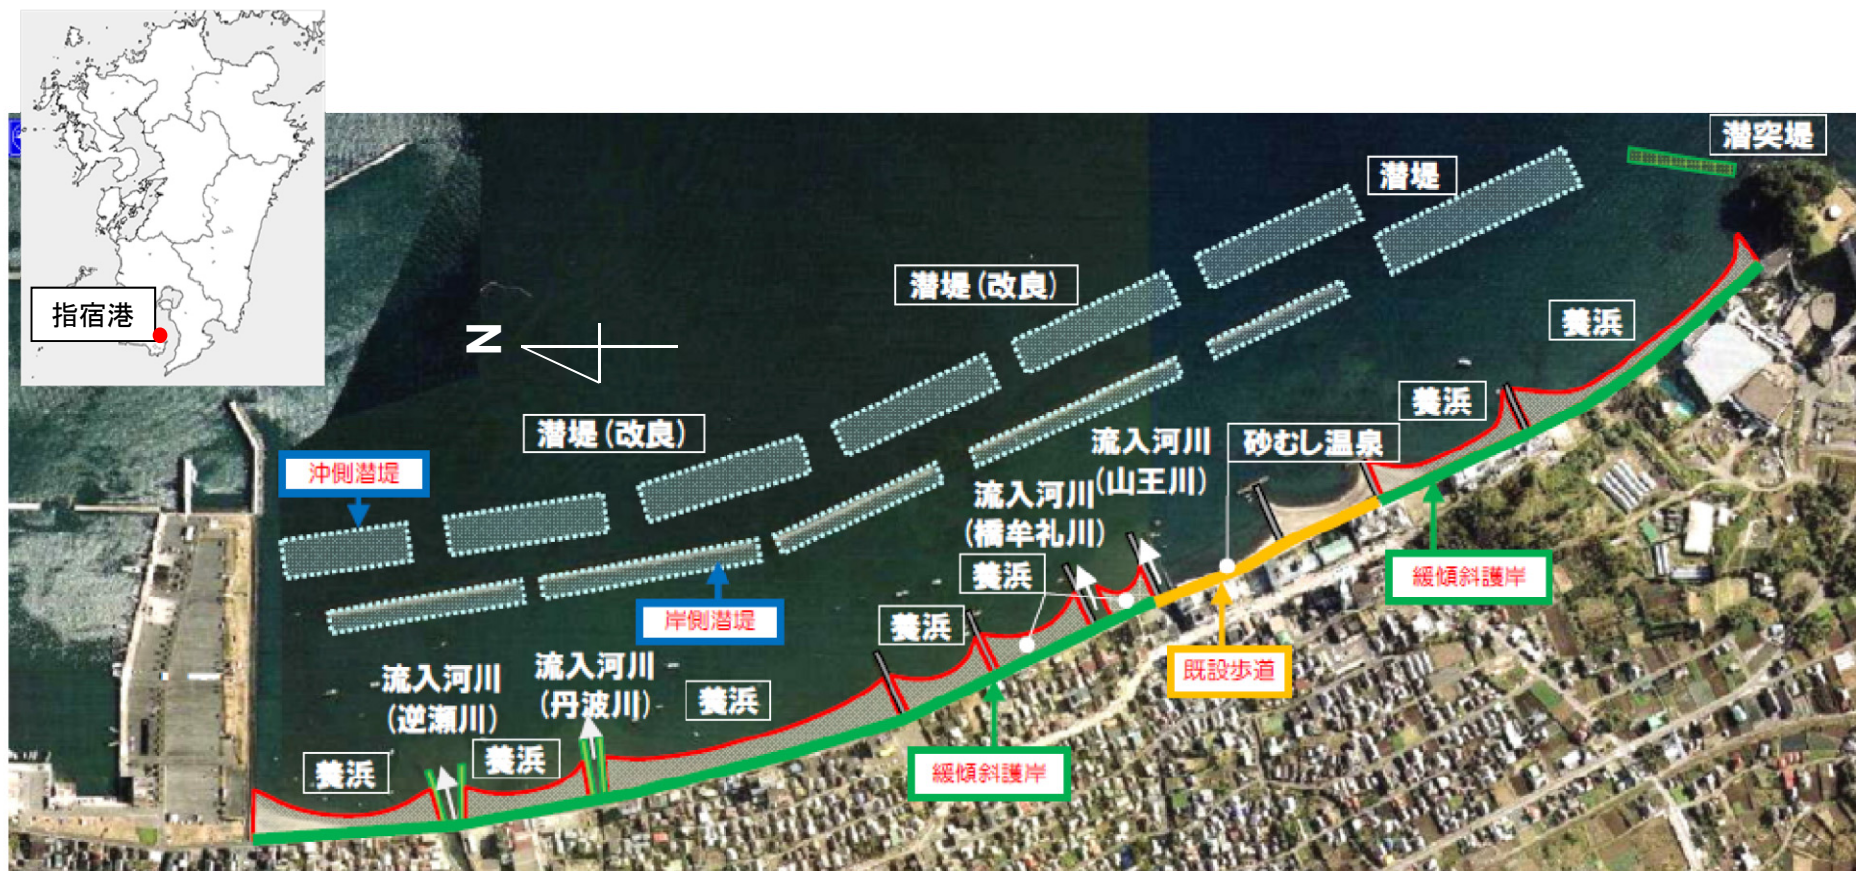 指宿港
潜突堤
潜堤
潜堤(改良)
養浜
N
養浜
潜堤(改良)
流入河川
(山王川)
砂むし温泉
沖側潜堤
流入河川
(橋牟礼川)
養浜
緩傾斜護岸
岸側潜堤
養浜
既設歩道
流入河川
(逆瀬川)
流入河川
(丹波川)
養浜
養浜
養浜
緩傾斜護岸